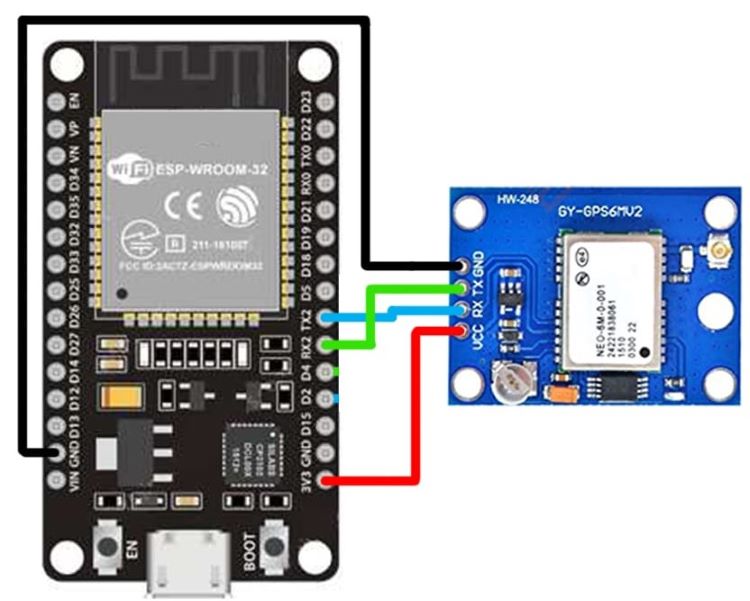 EN
VP
VN
D34
D35
D32
D33
D25
D26
D27
D14
D12
D13
GND
VIN
WiFi ESP-WROOM-32
CE
R 211-161007
FCC ID:2AC7Z-ESPWROOM32
D23
D22
TX0
RX0
D21
D19
D18
D5
TX2
RX2
D4
D2
D15
GND
3V3
SILABS
CP2102
EN
BOOT
HW-248
GY-GPS6MV2
GND
TX
RX
VCC
NEO-6M-0-001
24221838061
1510
0300 22